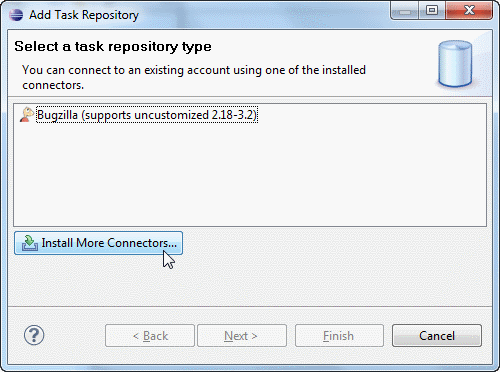 Add Task Repository
Select a task repository type
You can connect to an existing account using one of the installed
connectors.
Bugzilla (supports uncustomized 2.18-3.2)
Install More Connectors...
?
< Back
Next >
Finish
Cancel